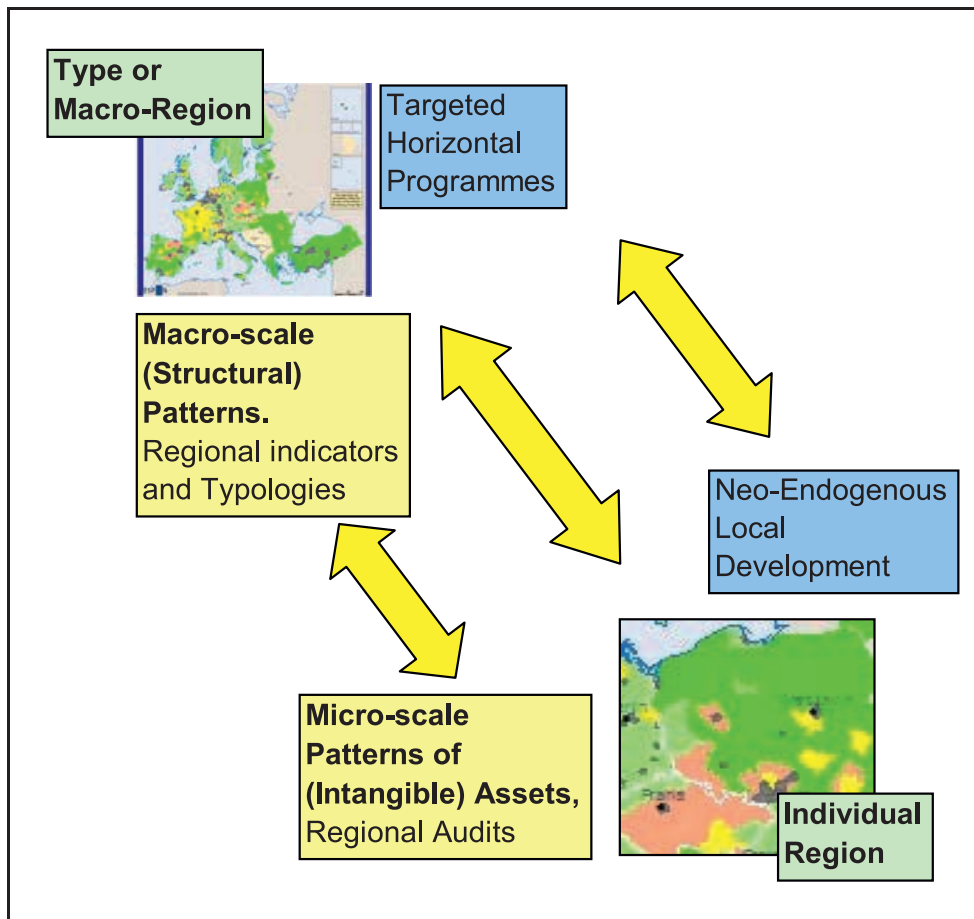 Type or
Macro-Region
Targeted
Horizontal
Programmes
Macro-scale
(Structural)
Patterns.
Regional indicators
and Typologies
Neo-Endogenous
Local
Development
Micro-scale
Patterns of
(Intangible) Assets,
Regional Audits
Individual
Region